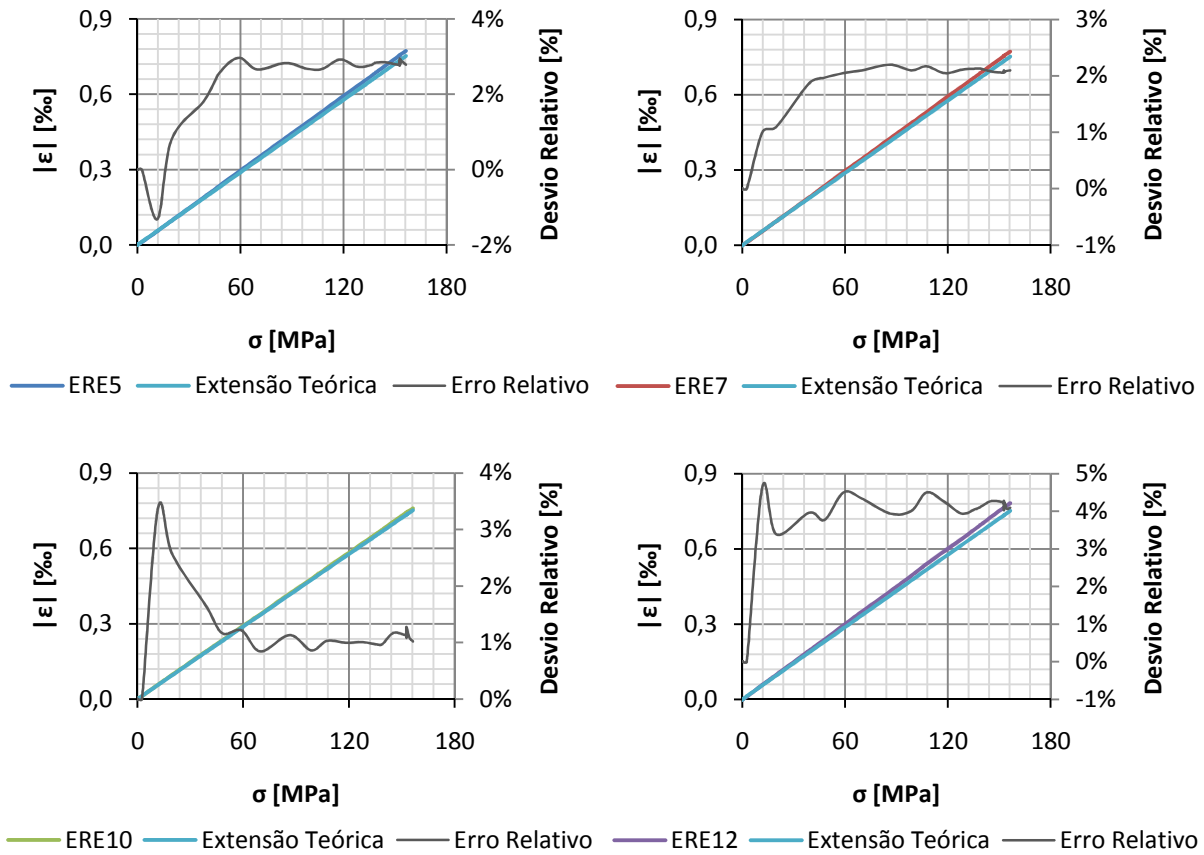 0,9
0,6
0,3
0,0
|ε| [‰]
4%
2%
0%
-2%
Desvio Relativo [%]
0 60 120 180
σ [MPa]
ERE5 Extensão Teórica Erro Relativo
0,9
0,6
0,3
0,0
|ε| [‰]
3%
2%
1%
0%
-1%
Desvio Relativo [%]
0 60 120 180
σ [MPa]
ERE7 Extensão Teórica Erro Relativo
0,9
0,6
0,3
0,0
|ε| [‰]
4%
3%
2%
1%
0%
Desvio Relativo [%]
0 60 120 180
σ [MPa]
ERE10 Extensão Teórica Erro Relativo
0,9
0,6
0,3
0,0
|ε| [‰]
5%
4%
3%
2%
1%
0%
-1%
Desvio Relativo [%]
0 60 120 180
σ [MPa]
ERE12 Extensão Teórica Erro Relativo